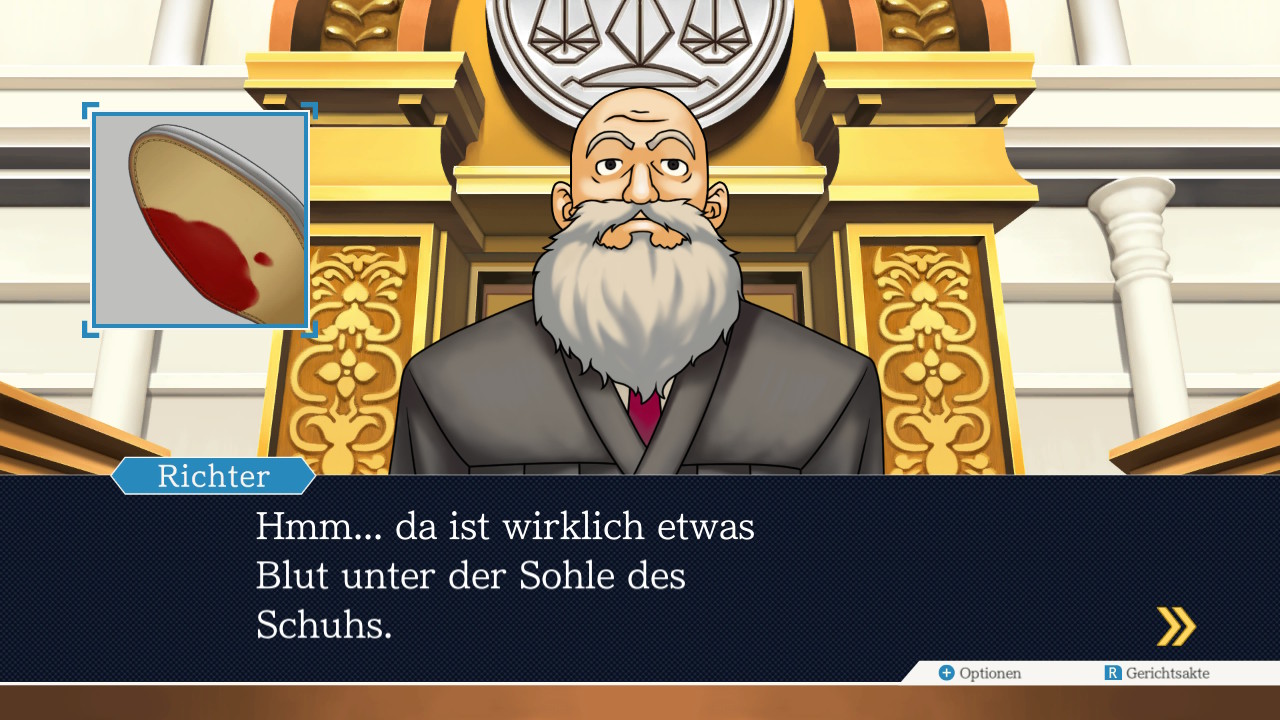 Richter
Hmm... da ist wirklich etwas
Blut unter der Sohle des
Schuhs.
+ Optionen
R Gerichtsakte